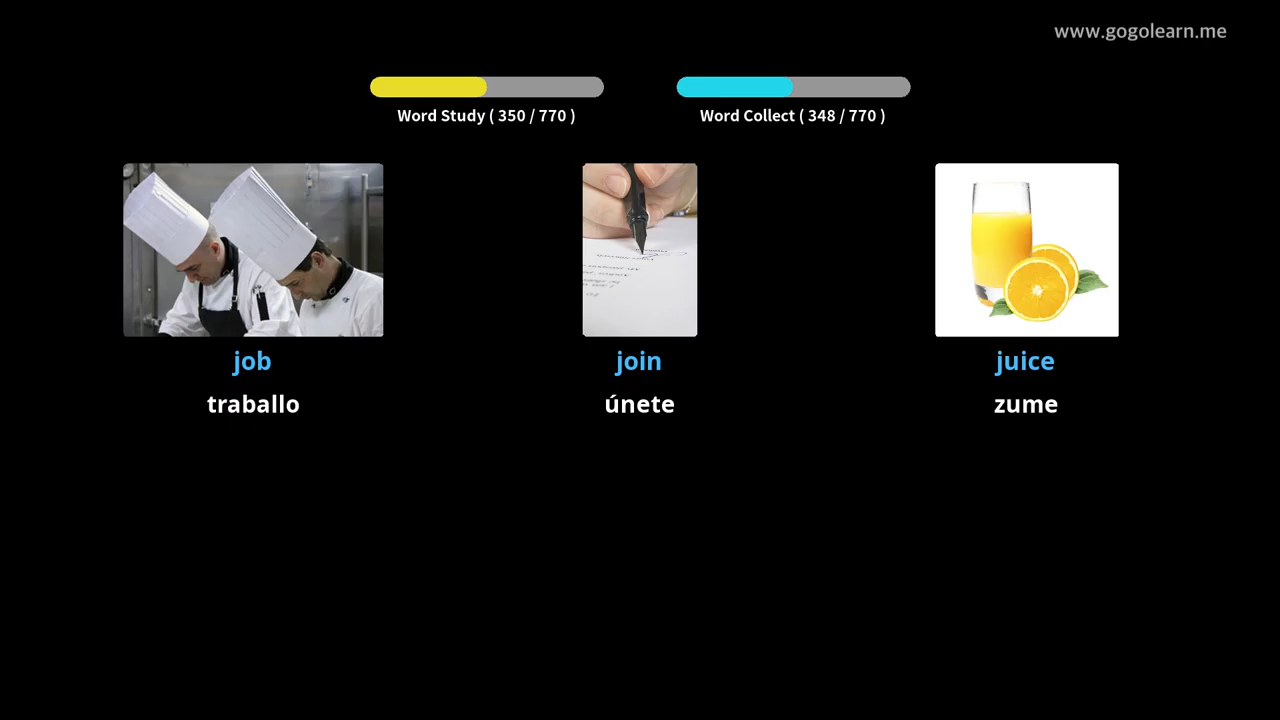 www.gogolearn.me
Word Study ( 350 / 770 )
Word Collect ( 348 / 770 )
job
join
juice
traballo
únete
zume